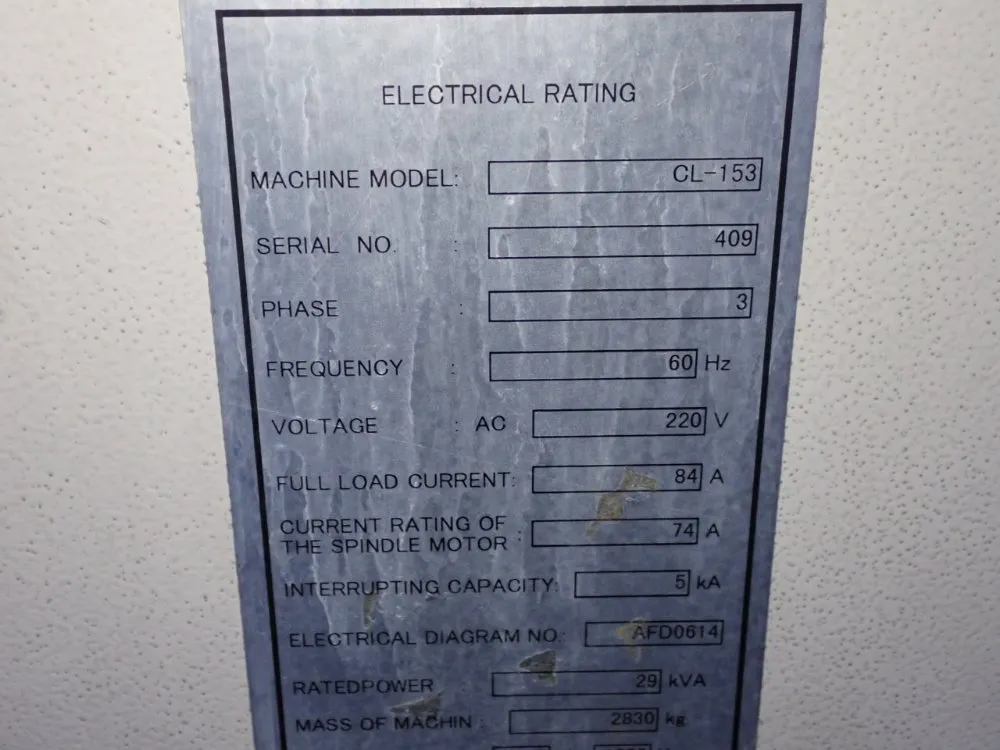 ELECTRICAL RATING
MACHINE MODEL: CL-153
SERIAL NO. : 409
PHASE : 3
FREQUENCY : 60 Hz
VOLTAGE : AC 220 V
FULL LOAD CURRENT: 84 A
CURRENT RATING OF
THE SPINDLE MOTOR : 74 A
INTERRUPTING CAPACITY: 5 kA
ELECTRICAL DIAGRAM NO.: AFD0614
RATEDPOWER : 29 kVA
MASS OF MACHIN : 2830 kg